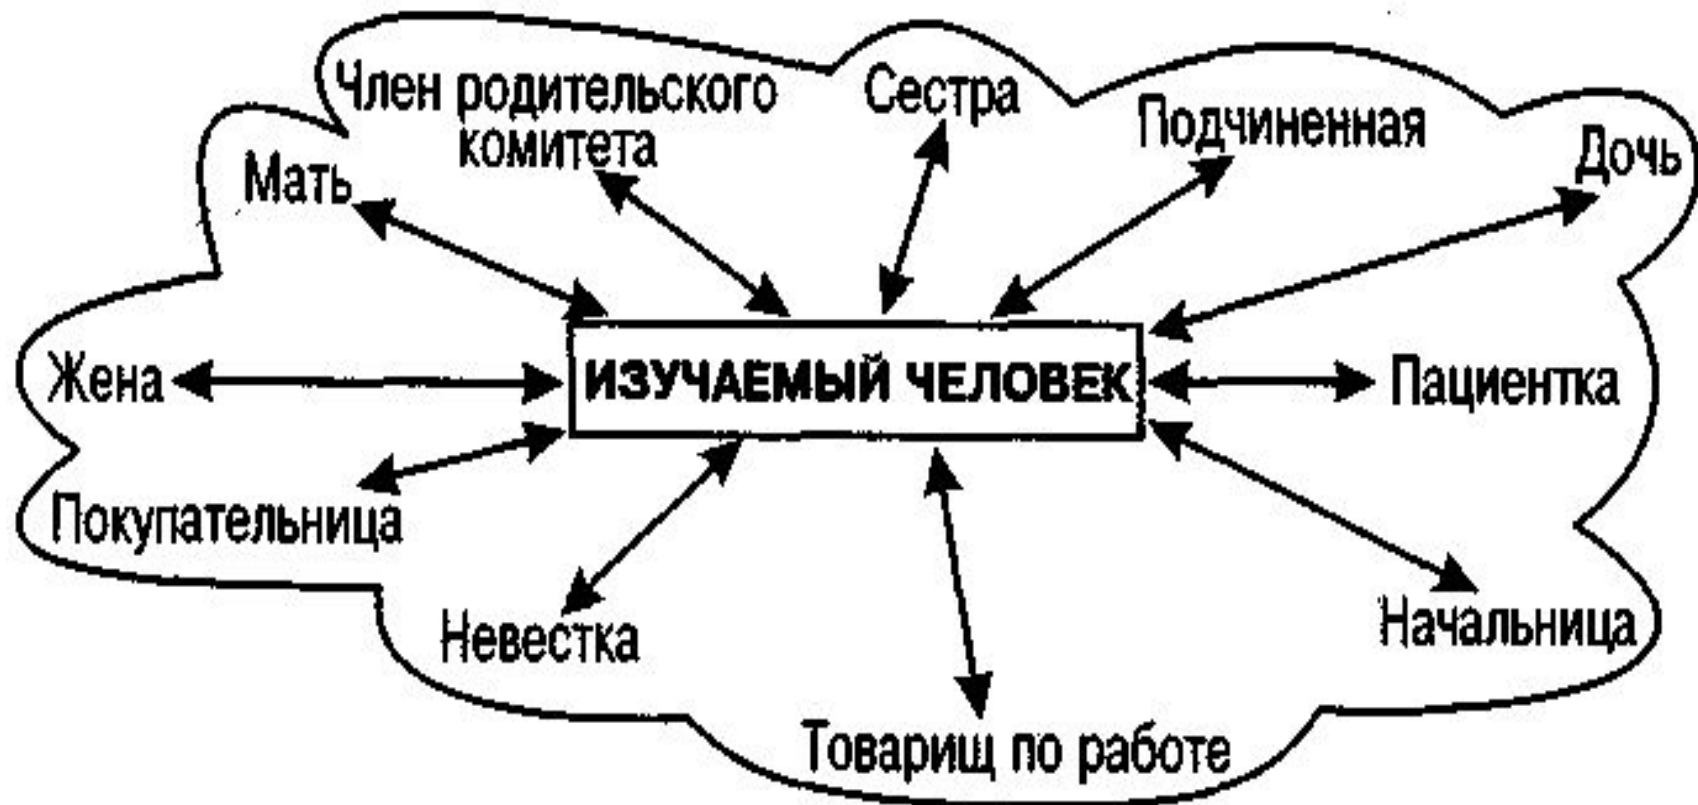 Член родительского
комитета
Сестра
Подчиненная
Дочь
Мать
Жена
ИЗУЧАЕМЫЙ ЧЕЛОВЕК
Пациентка
Покупательница
Невестка
Начальница
Товарищ по работе